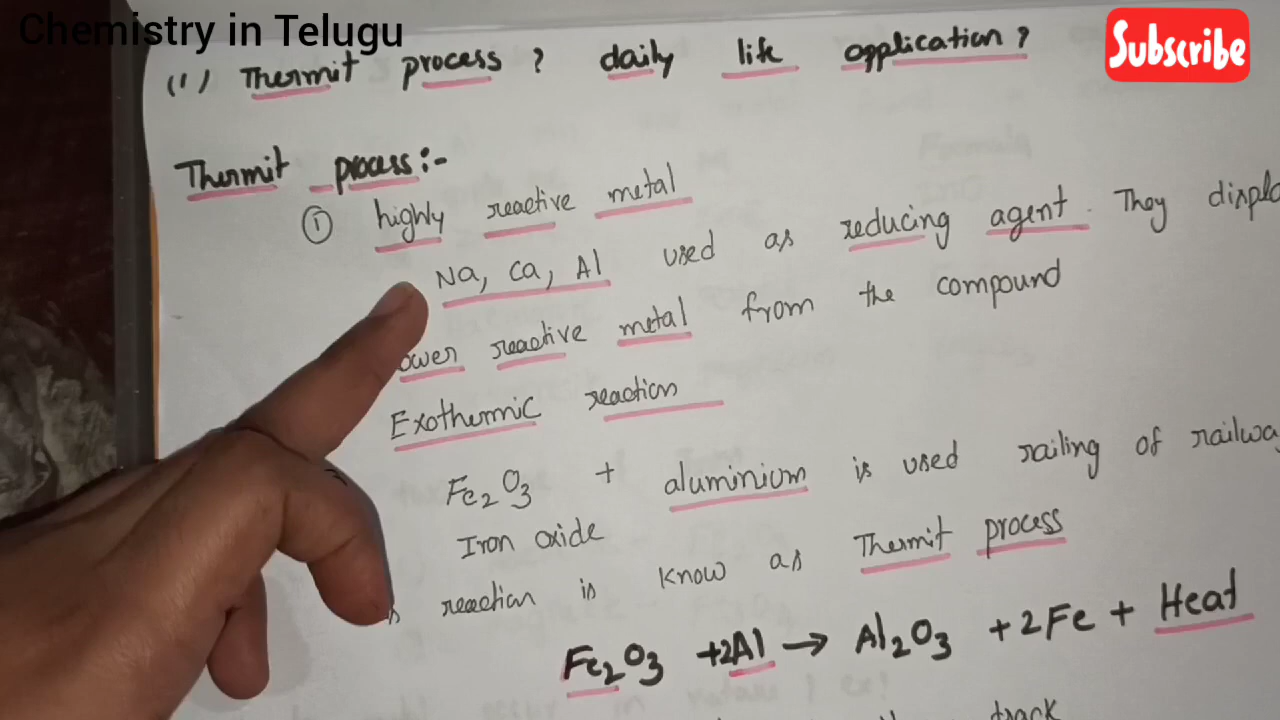 Chemistry in Telugu
Subscribe
(1) Thermit process ? daily life application ?
Thermit process:-
① highly reactive metal
Na, Ca, Al used as reducing agent. They displa
ower reactive metal from the compound
Exothermic reaction
Fe₂O₃ + aluminium is used railing of railwa
Iron oxide
reaction is know as Thermit process
Fe₂O₃ +2Al → Al₂O₃ +2Fe + Heat
track